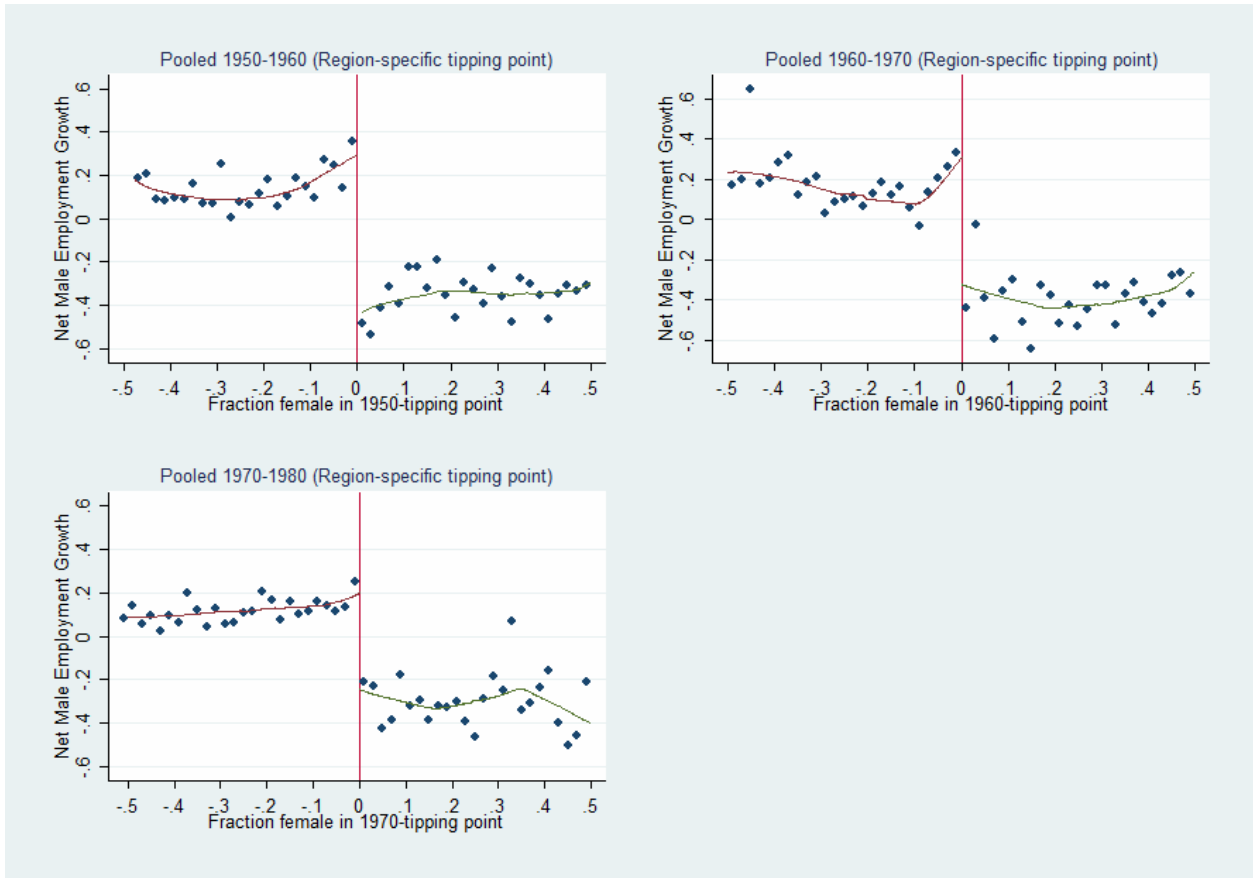 Pooled 1950-1960 (Region-specific tipping point)
Net Male Employment Growth
.6
.4
.2
0
-.2
-.4
-.6
-.5 -.4 -.3 -.2 -.1 0 .1 .2 .3 .4 .5
Fraction female in 1950-tipping point
Pooled 1960-1970 (Region-specific tipping point)
Net Male Employment Growth
.6
.4
.2
0
-.2
-.4
-.6
-.5 -.4 -.3 -.2 -.1 0 .1 .2 .3 .4 .5
Fraction female in 1960-tipping point
Pooled 1970-1980 (Region-specific tipping point)
Net Male Employment Growth
.6
.4
.2
0
-.2
-.4
-.6
-.5 -.4 -.3 -.2 -.1 0 .1 .2 .3 .4 .5
Fraction female in 1970-tipping point